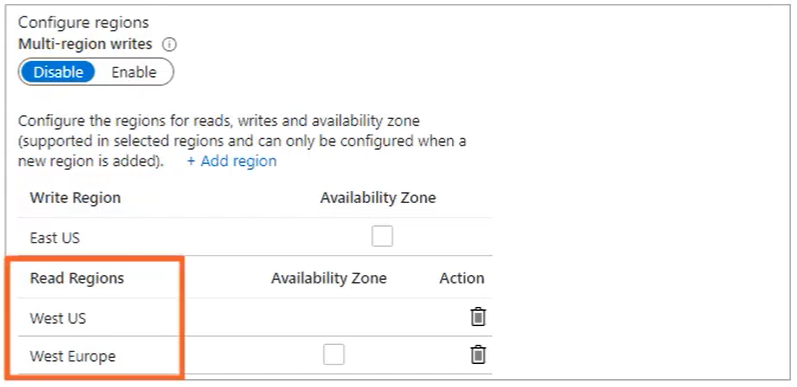 Configure regions
Multi-region writes
Disable Enable
Configure the regions for reads, writes and availability zone
(supported in selected regions and can only be configured when a
new region is added). + Add region
Write Region Availability Zone
East US
Read Regions Availability Zone Action
West US
West Europe